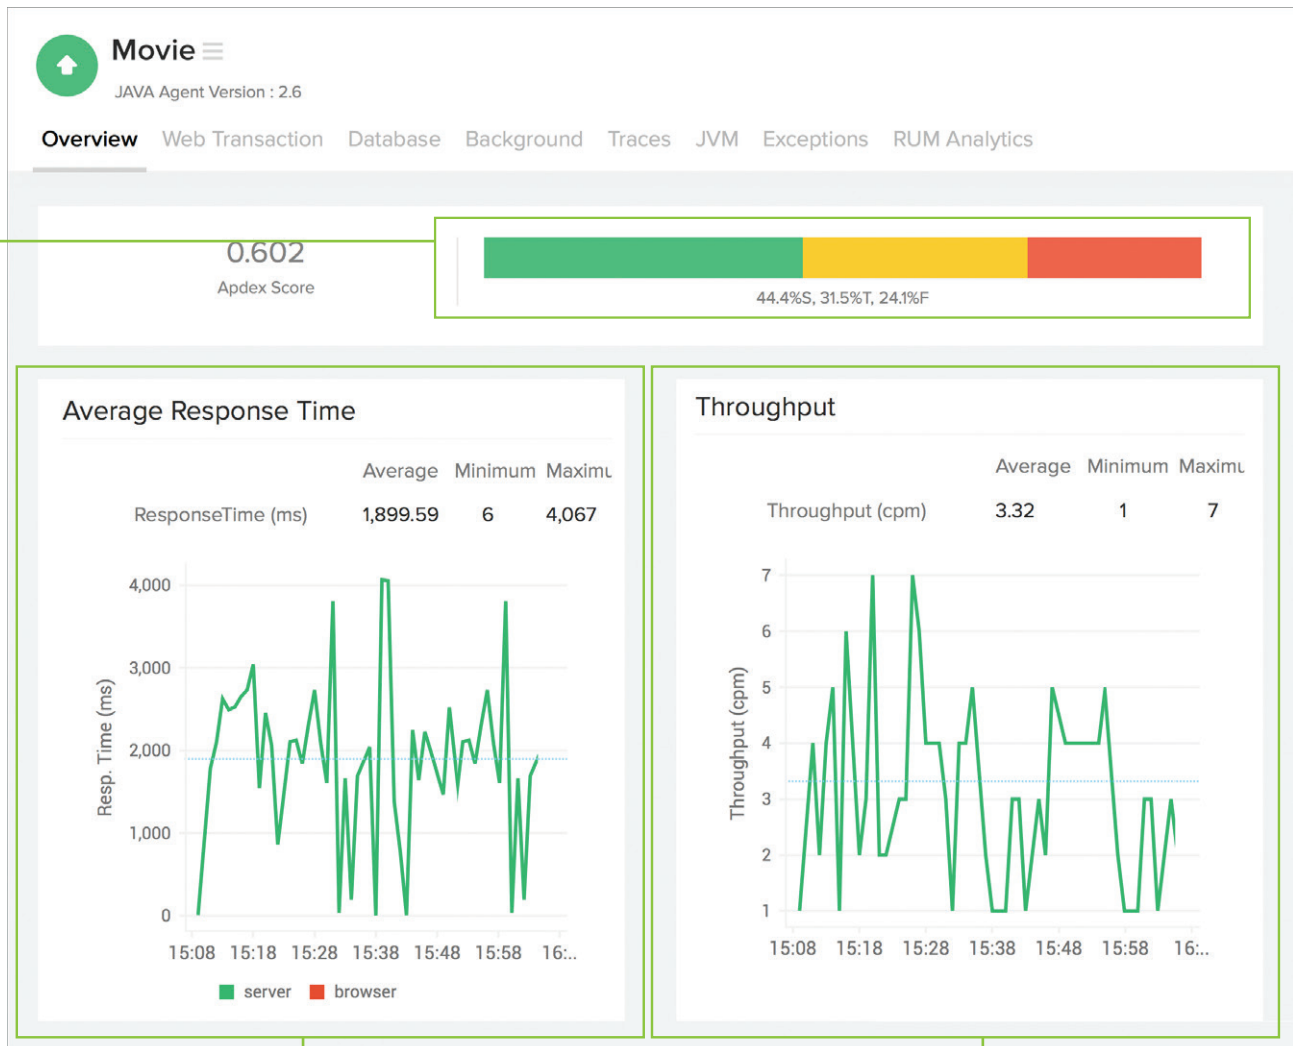 Movie
JAVA Agent Version : 2.6
Overview Web Transaction Database Background Traces JVM Exceptions RUM Analytics
0.602
Apdex Score
44.4%S, 31.5%T, 24.1%F
Average Response Time
Average Minimum Maximu
ResponseTime (ms) 1,899.59 6 4,067
4,000
3,000
2,000
1,000
0
Resp. Time (ms)
15:08 15:18 15:28 15:38 15:48 15:58 16:..
server browser
Throughput
Average Minimum Maximu
Throughput (cpm) 3.32 1 7
7
6
5
4
3
2
1
Throughput (cpm)
15:08 15:18 15:28 15:38 15:48 15:58 16:..